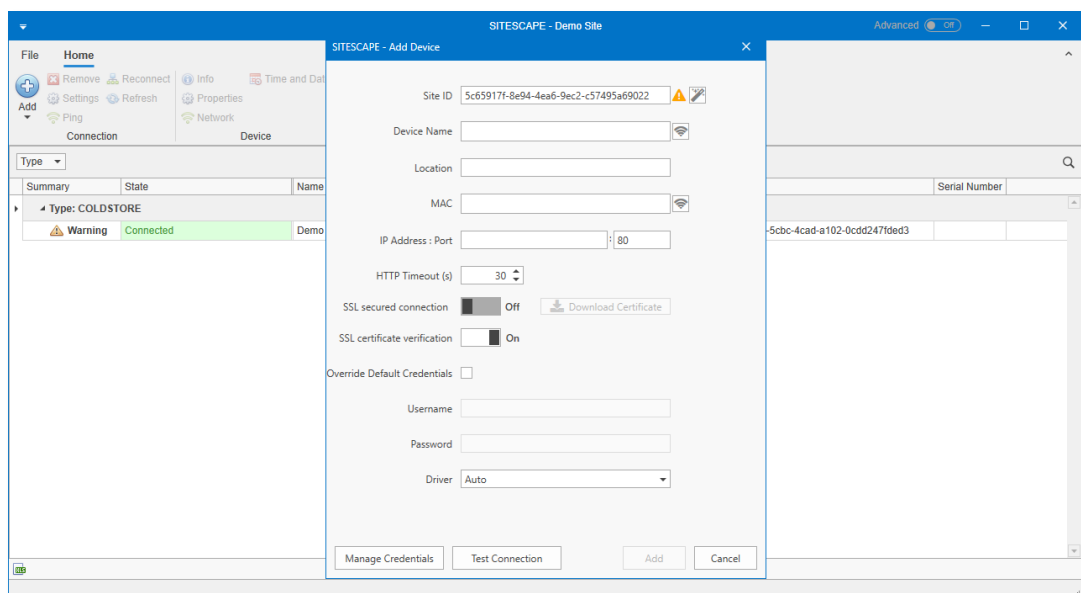 SITESCAPE - Demo Site
Advanced Off
File Home
SITESCAPE - Add Device
Add
Remove Reconnect
Settings Refresh
Ping
Connection
Info Time and Dat
Properties
Network
Device
Type
Summary State Name Serial Number
Type: COLDSTORE
Warning Connected Demo -5cbc-4cad-a102-0cdd247fded3
Site ID 5c65917f-8e94-4ea6-9ec2-c57495a69022
Device Name
Location
MAC
IP Address : Port : 80
HTTP Timeout (s) 30
SSL secured connection Off Download Certificate
SSL certificate verification On
Override Default Credentials
Username
Password
Driver Auto
Manage Credentials Test Connection Add Cancel